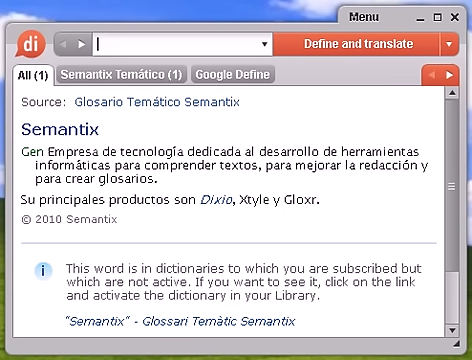 Menu
di
Define and translate
All (1)
Semantix Temático (1)
Google Define
Source: Glosario Temático Semantix
Semantix
Gen Empresa de tecnología dedicada al desarrollo de herramientas
informáticas para comprender textos, para mejorar la redacción y
para crear glosarios.
Su principales productos son Dixio, Xtyle y Gloxr.
© 2010 Semantix
i
This word is in dictionaries to which you are subscribed but
which are not active. If you want to see it, click on the link
and activate the dictionary in your Library.
"Semantix" - Glossari Temàtic Semantix